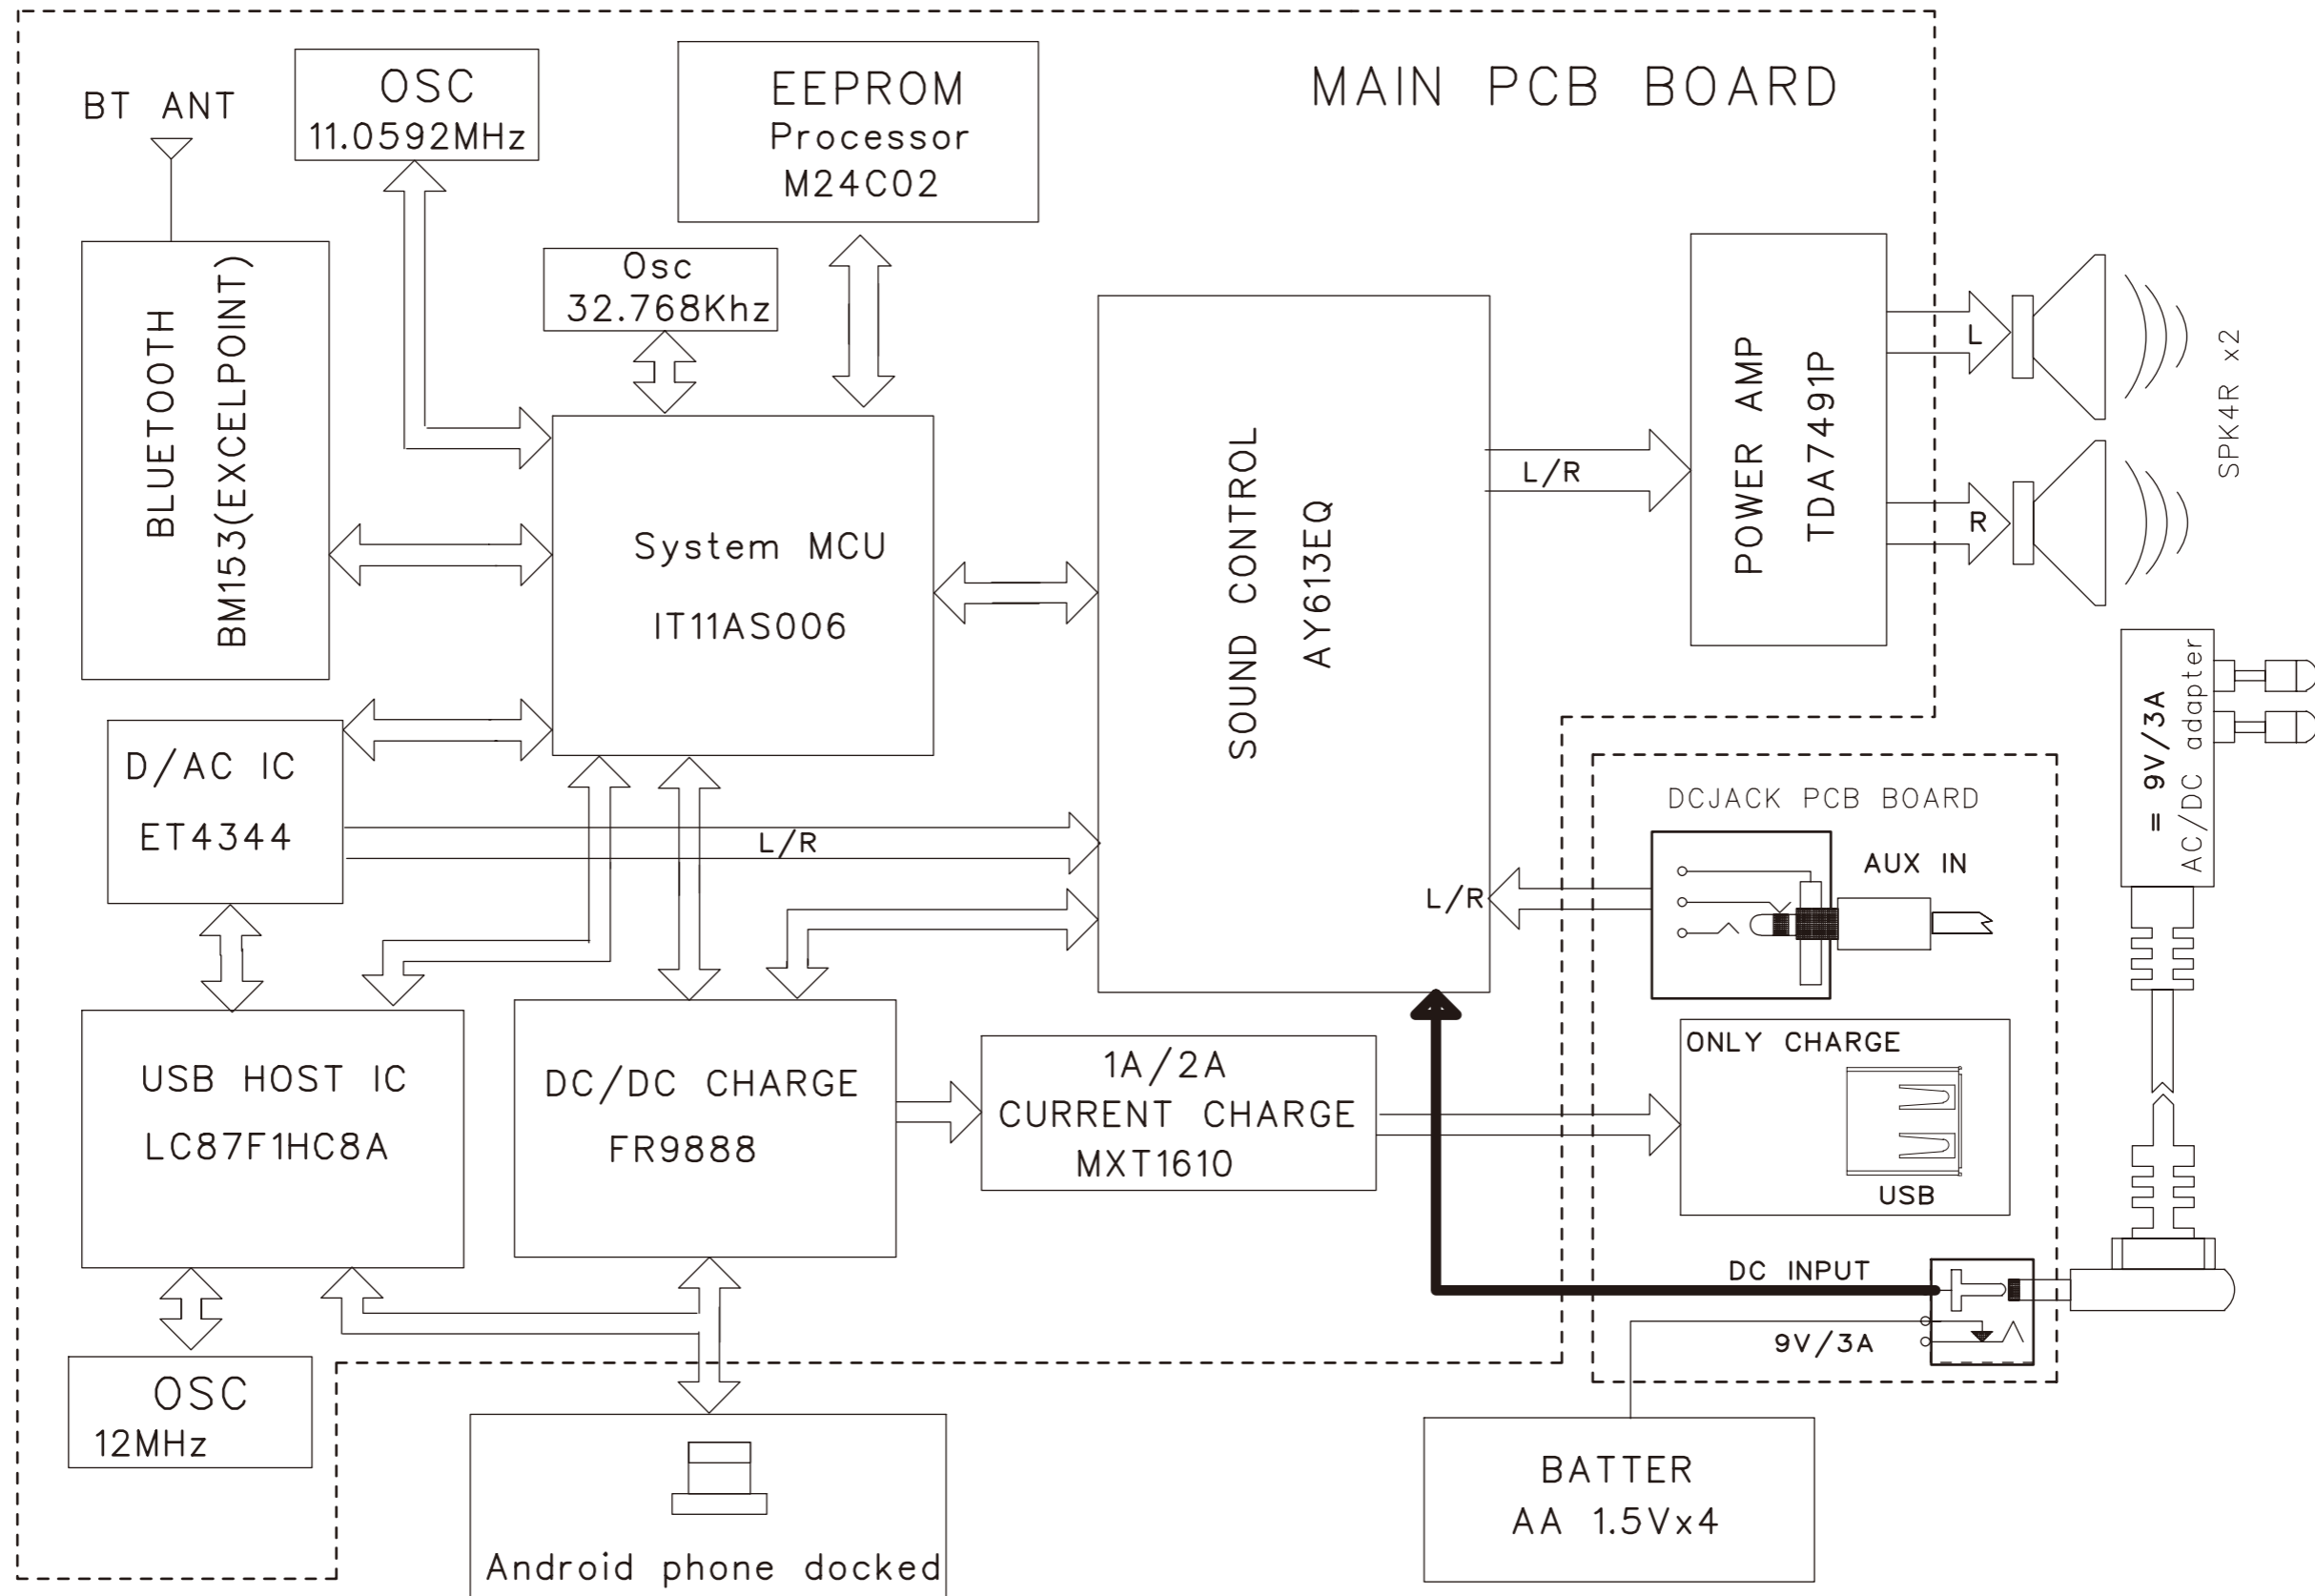 MAIN PCB BOARD
BT ANT
OSC
11.0592MHz
EEPROM
Processor
M24C02
Osc
32.768Khz
BLUETOOTH
BM153(EXCELPOINT)
System MCU
IT11AS006
SOUND CONTROL
AY613EQ
L/R
POWER AMP
TDA7491P
L
R
SPK4R x2
D/AC IC
ET4344
L/R
L/R
DCJACK PCB BOARD
AUX IN
= 9V/3A
AC/DC adapter
USB HOST IC
LC87F1HC8A
DC/DC CHARGE
FR9888
1A/2A
CURRENT CHARGE
MXT1610
ONLY CHARGE
USB
DC INPUT
9V/3A
OSC
12MHz
Android phone docked
BATTER
AA 1.5Vx4